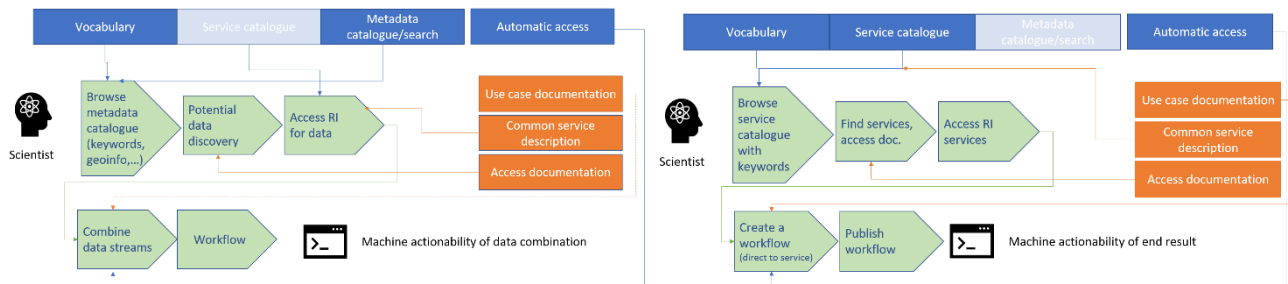 Vocabulary
Service catalogue
Metadata
catalogue/search
Automatic access
Browse
metadata
catalogue
(keywords,
geoinfo,...)
Potential
data
discovery
Access RI
for data
Use case documentation
Common service
description
Access documentation
Scientist
Combine
data streams
Workflow
Machine actionability of data combination
Vocabulary
Service catalogue
Metadata
catalogue/search
Automatic access
Browse
service
catalogue
with
keywords
Find services,
access doc.
Access RI
services
Use case documentation
Common service
description
Access documentation
Scientist
Create a
workflow
(direct to service)
Publish
workflow
Machine actionability of end result